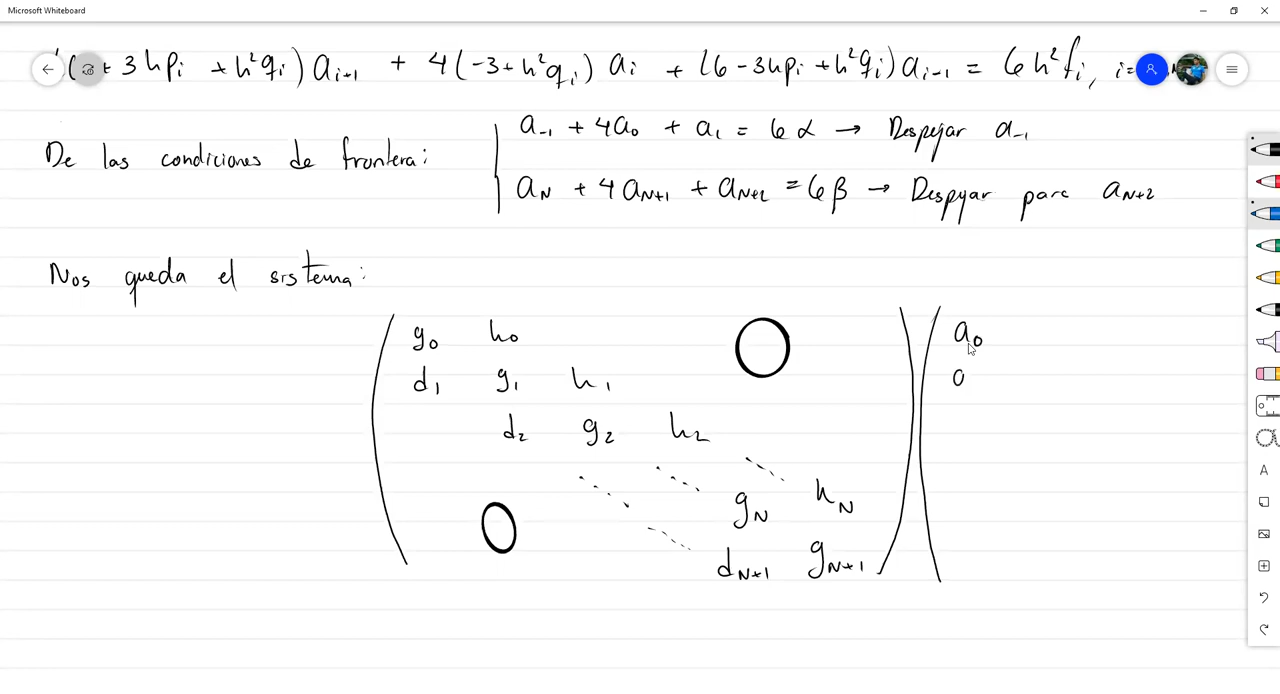 Microsoft Whiteboard
+ 3hpᵢ + h²qᵢ) aᵢ₊₁ + 4(-3 + h²qᵢ) aᵢ + (6 - 3hpᵢ + h²qᵢ) aᵢ₋₁ = 6h²fᵢ, i=
De las condiciones de frontera:
a₋₁ + 4a₀ + a₁ = 6α → Despejar a₋₁
a_N + 4a_{N+1} + a_{N+2} = 6β → Despejar para a_{N+2}
Nos queda el sistema:
g₀ h₀ 0 a₀
d₁ g₁ h₁ 0
d₂ g₂ h₂
0 g_N h_N
d_{N+1} g_{N+1}